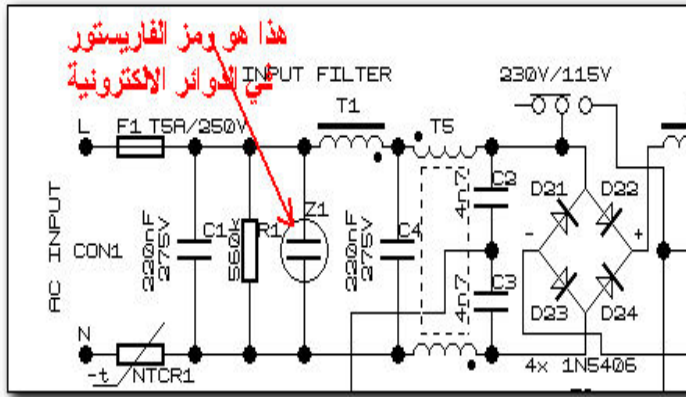 هذا هو رمز الفاريستور
في الدوائر الالكترونية
INPUT FILTER
230V/115V
L
F1 T5A/250V
T1
T5
AC INPUT
CON1
220nF
275V
C1
560k
R1
Z1
220nF
275V
C4
4n7
C2
4n7
C3
D21
D22
-
+
D23
D24
4x 1N5406
N
-t
NTCR1